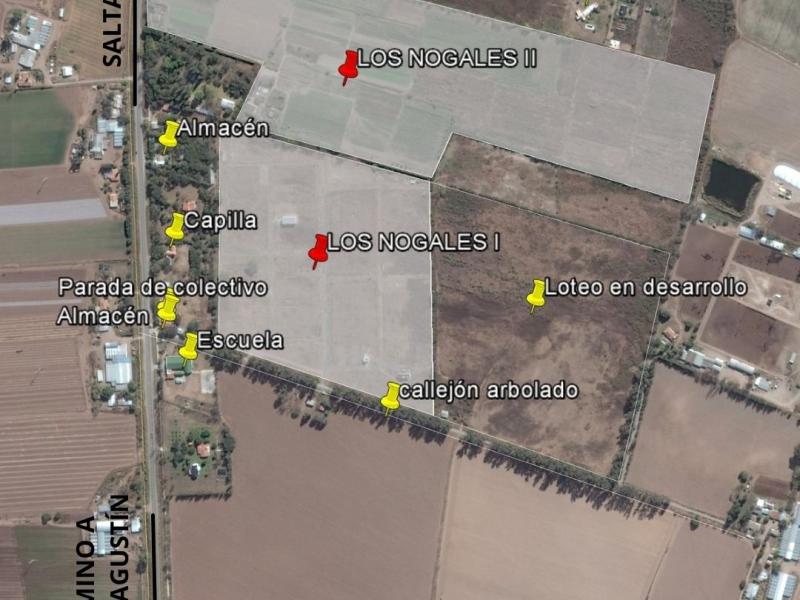 SALTA
LOS NOGALES II
Almacén
Capilla
LOS NOGALES I
Parada de colectivo
Loteo en desarrollo
Almacén
Escuela
callejón arbolado
MINO A
AGUSTÍN